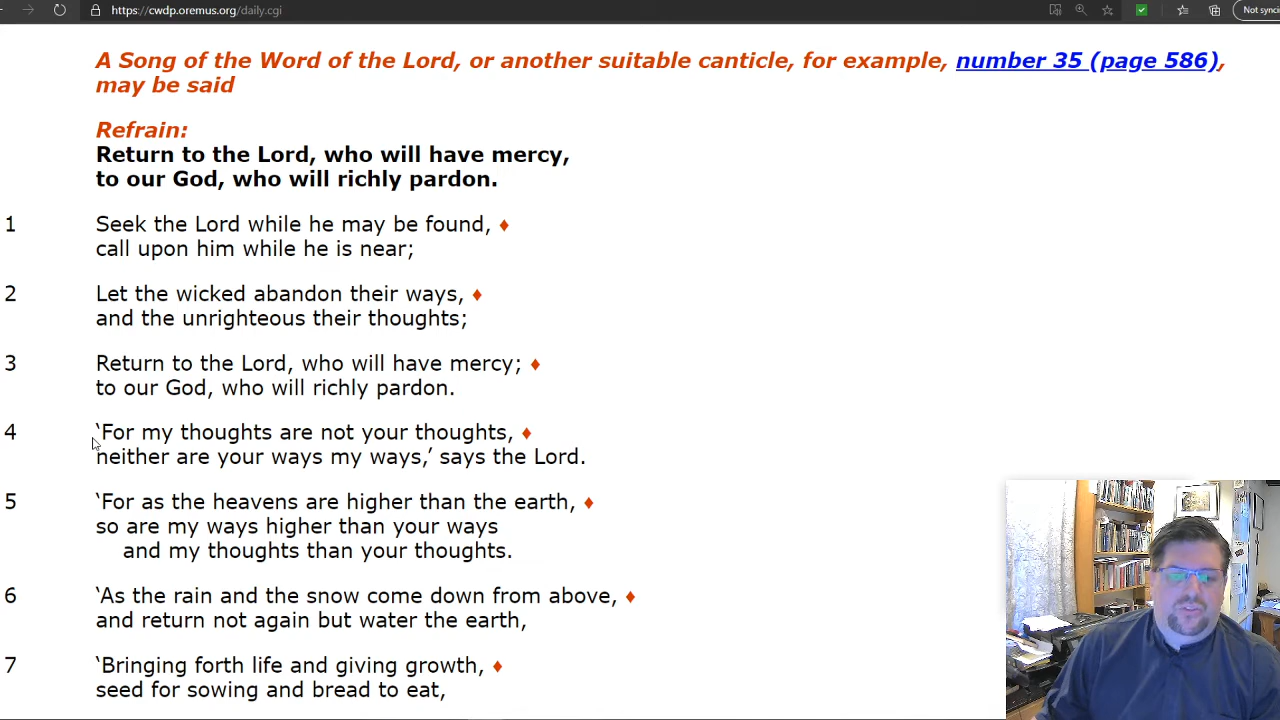 https://cwdp.oremus.org/daily.cgi
Not syncing
A Song of the Word of the Lord, or another suitable canticle, for example, number 35 (page 586),
may be said
Refrain:
Return to the Lord, who will have mercy,
to our God, who will richly pardon.
1 Seek the Lord while he may be found, ♦
call upon him while he is near;
2 Let the wicked abandon their ways, ♦
and the unrighteous their thoughts;
3 Return to the Lord, who will have mercy; ♦
to our God, who will richly pardon.
4 ‘For my thoughts are not your thoughts, ♦
neither are your ways my ways,’ says the Lord.
5 ‘For as the heavens are higher than the earth, ♦
so are my ways higher than your ways
and my thoughts than your thoughts.
6 ‘As the rain and the snow come down from above, ♦
and return not again but water the earth,
7 ‘Bringing forth life and giving growth, ♦
seed for sowing and bread to eat,